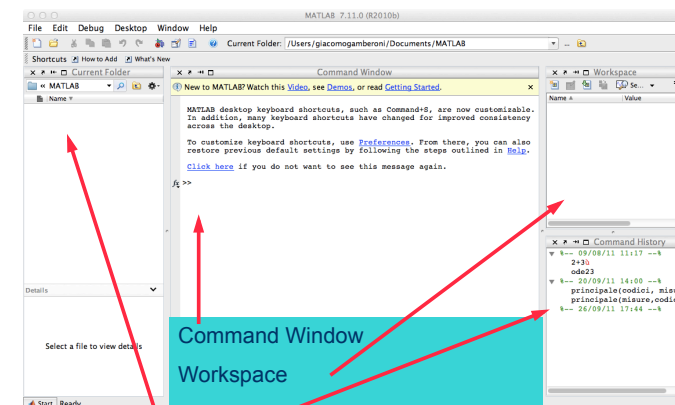 MATLAB 7.11.0 (R2010b)
File Edit Debug Desktop Window Help
Current Folder: /Users/giacomogamberoni/Documents/MATLAB
Shortcuts How to Add What's New
Current Folder
« MATLAB
Name
Details
Select a file to view details
Start Ready
Command Window
New to MATLAB? Watch this Video, see Demos, or read Getting Started.
MATLAB desktop keyboard shortcuts, such as Command+S, are now customizable.
In addition, many keyboard shortcuts have changed for improved consistency
across the desktop.
To customize keyboard shortcuts, use Preferences. From there, you can also
restore previous default settings by following the steps outlined in Help.
Click here if you do not want to see this message again.
fx >>
Command Window
Workspace
Workspace
Se...
Name Value
Command History
%-- 09/08/11 11:17 --%
2+3ò
ode23
%-- 20/09/11 14:00 --%
principale(codici, misu
principale(misure,codic
%-- 26/09/11 17:44 --%